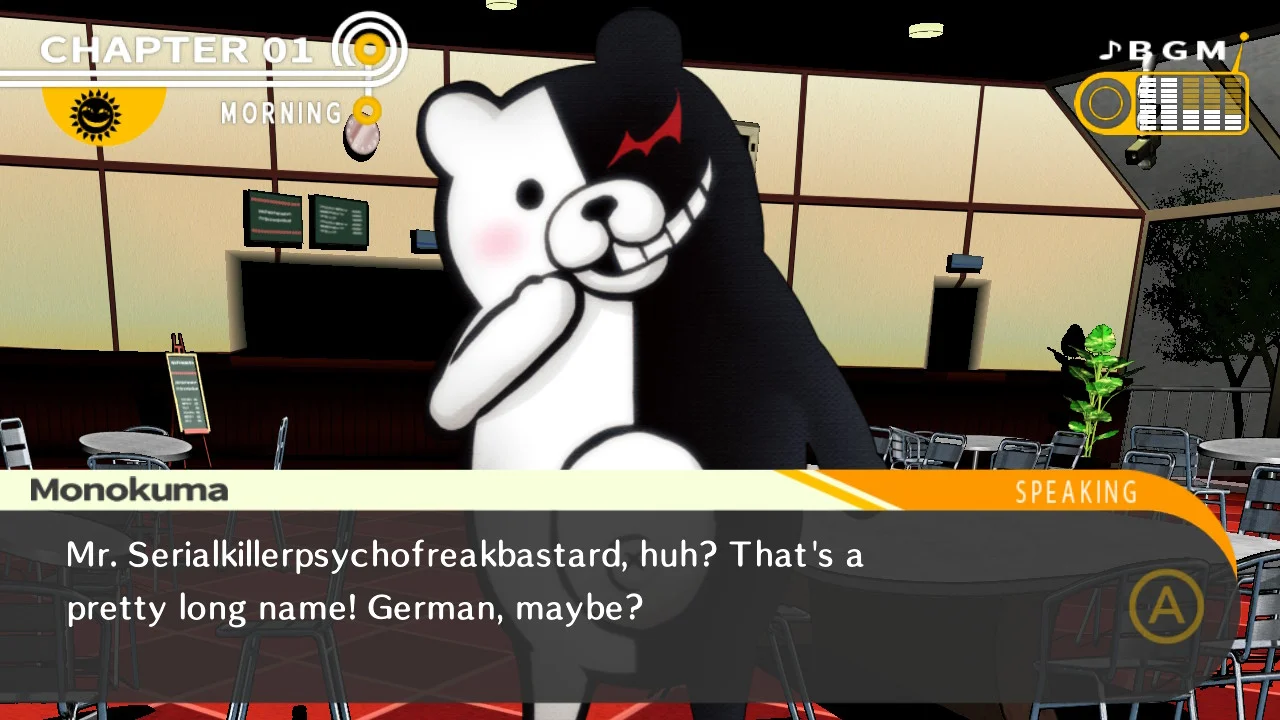 CHAPTER 01
♪BGM
MORNING
Monokuma
SPEAKING
Mr. Serialkillerpsychofreakbastard, huh? That's a
pretty long name! German, maybe?
A